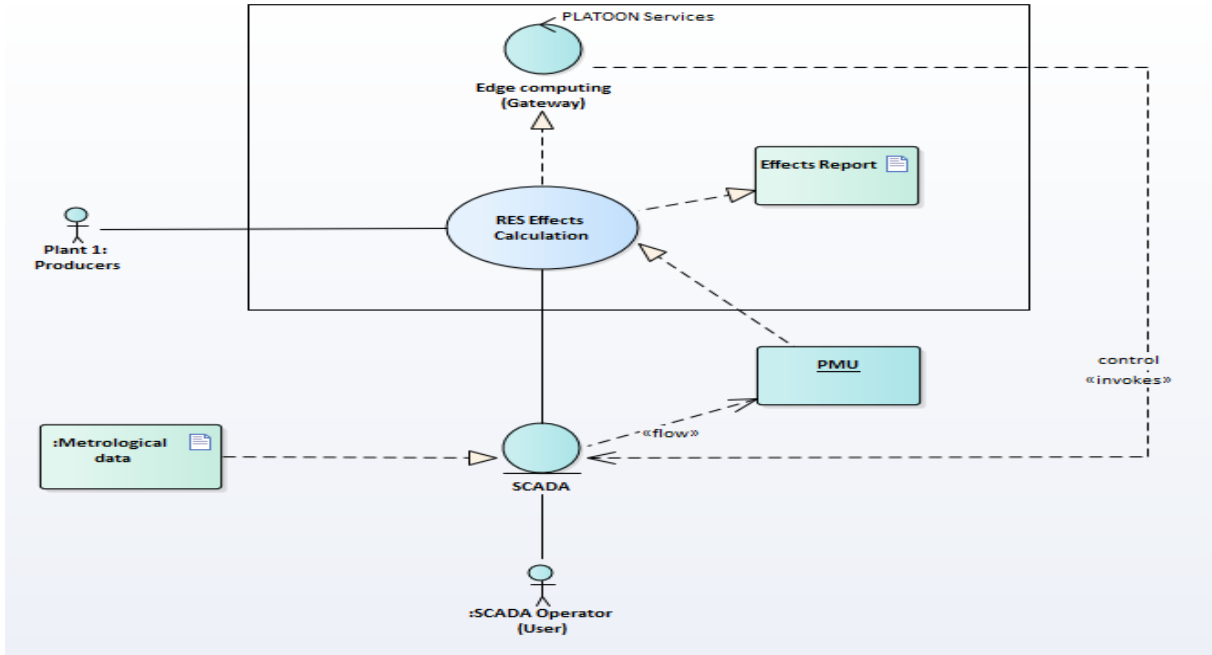 PLATOON Services
Edge computing
(Gateway)
Effects Report
RES Effects
Calculation
Plant 1:
Producers
PMU
control
«invokes»
«flow»
:Metrological
data
SCADA
:SCADA Operator
(User)